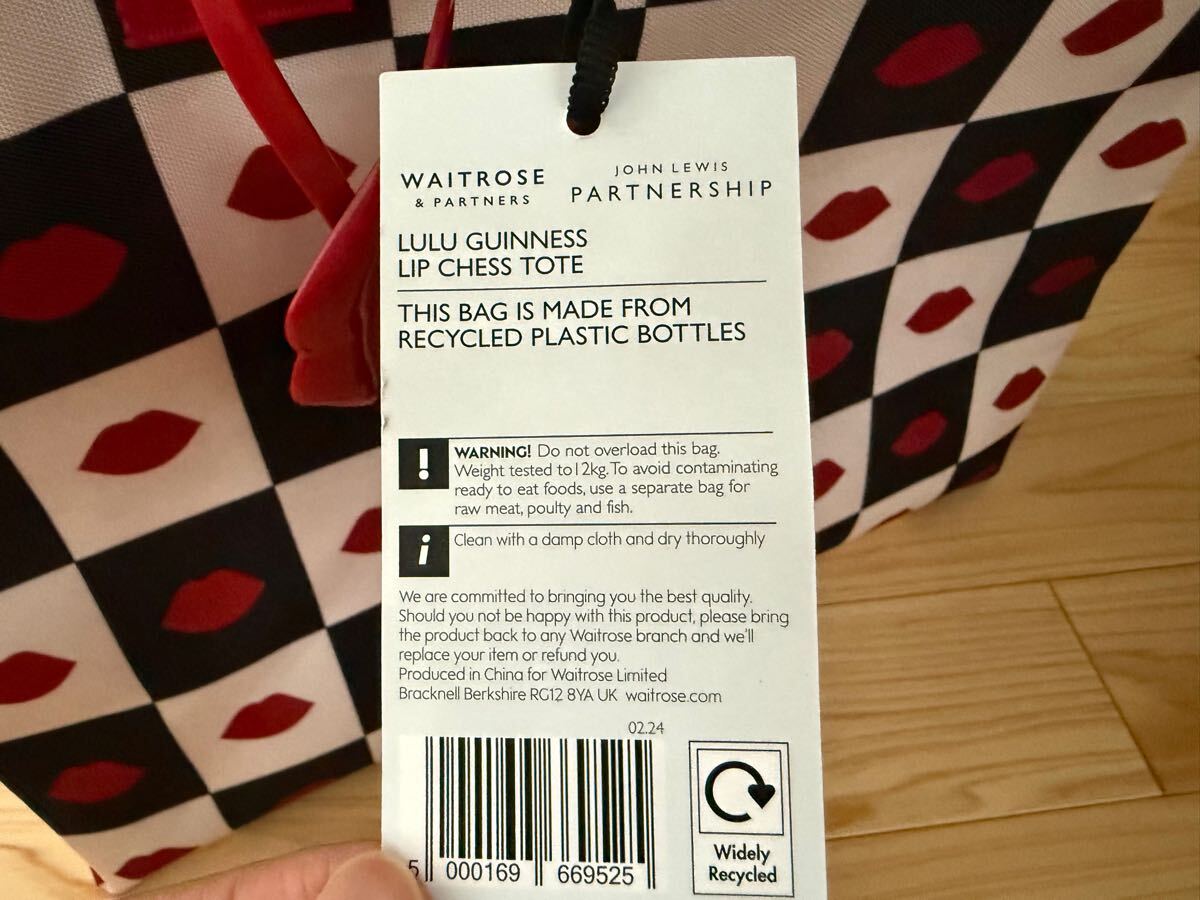 WAITROSE
& PARTNERS
JOHN LEWIS
PARTNERSHIP
LULU GUINNESS
LIP CHESS TOTE
THIS BAG IS MADE FROM
RECYCLED PLASTIC BOTTLES
! WARNING! Do not overload this bag.
Weight tested to12kg.To avoid contaminating
ready to eat foods, use a separate bag for
raw meat, poulty and fish.
i Clean with a damp cloth and dry thoroughly
We are committed to bringing you the best quality.
Should you not be happy with this product, please bring
the product back to any Waitrose branch and we'll
replace your item or refund you.
Produced in China for Waitrose Limited
Bracknell Berkshire RG12 8YA UK waitrose.com
02.24
5 000169 669525
Widely
Recycled